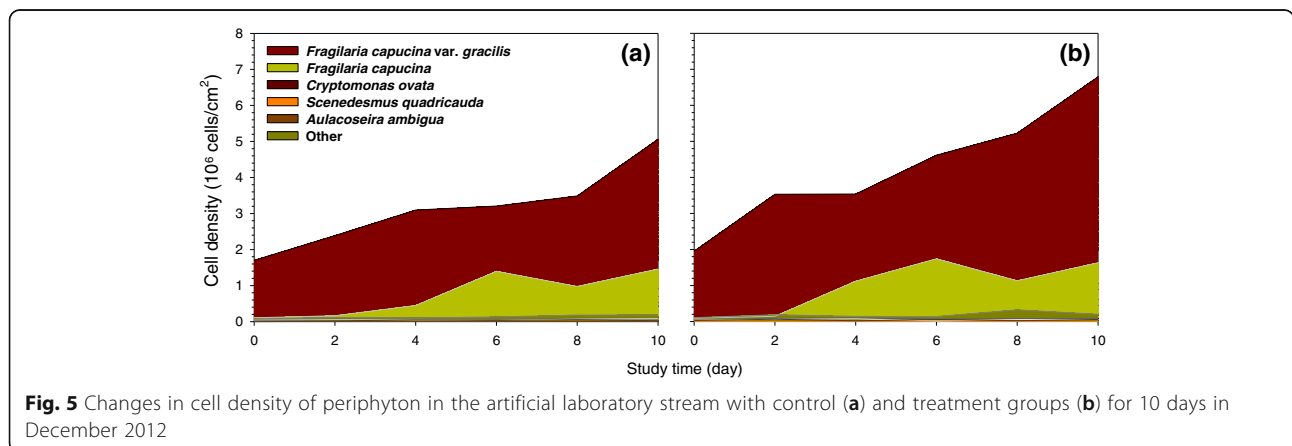 8
7
6
5
4
3
2
1
0
Cell density (10⁶ cells/cm²)
Fragilaria capucina var. gracilis
Fragilaria capucina
Cryptomonas ovata
Scenedesmus quadricauda
Aulacoseira ambigua
Other
(a)
(b)
0 2 4 6 8 10
0 2 4 6 8 10
Study time (day)
Fig. 5 Changes in cell density of periphyton in the artificial laboratory stream with control (a) and treatment groups (b) for 10 days in
December 2012